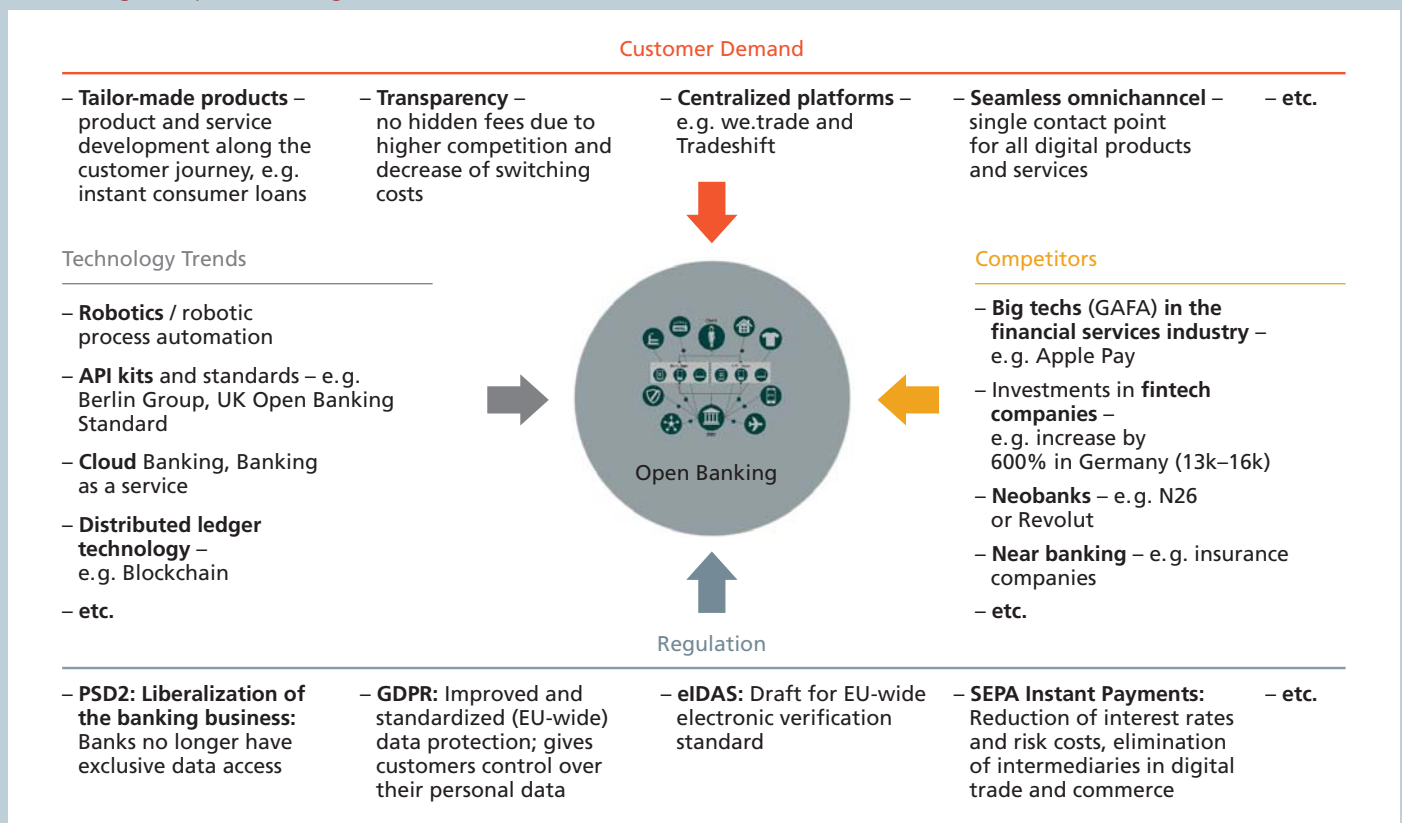 Customer Demand
– Tailor-made products –
product and service
development along the
customer journey, e.g.
instant consumer loans
– Transparency –
no hidden fees due to
higher competition and
decrease of switching
costs
– Centralized platforms –
e.g. we.trade and
Tradeshift
– Seamless omnichanncel –
single contact point
for all digital products
and services
– etc.
Technology Trends
– Robotics / robotic
process automation
– API kits and standards – e.g.
Berlin Group, UK Open Banking
Standard
– Cloud Banking, Banking
as a service
– Distributed ledger
technology –
e.g. Blockchain
– etc.
Open Banking
Competitors
– Big techs (GAFA) in the
financial services industry –
e.g. Apple Pay
– Investments in fintech
companies –
e.g. increase by
600% in Germany (13k–16k)
– Neobanks – e.g. N26
or Revolut
– Near banking – e.g. insurance
companies
– etc.
Regulation
– PSD2: Liberalization of
the banking business:
Banks no longer have
exclusive data access
– GDPR: Improved and
standardized (EU-wide)
data protection; gives
customers control over
their personal data
– eIDAS: Draft for EU-wide
electronic verification
standard
– SEPA Instant Payments:
Reduction of interest rates
and risk costs, elimination
of intermediaries in digital
trade and commerce
– etc.